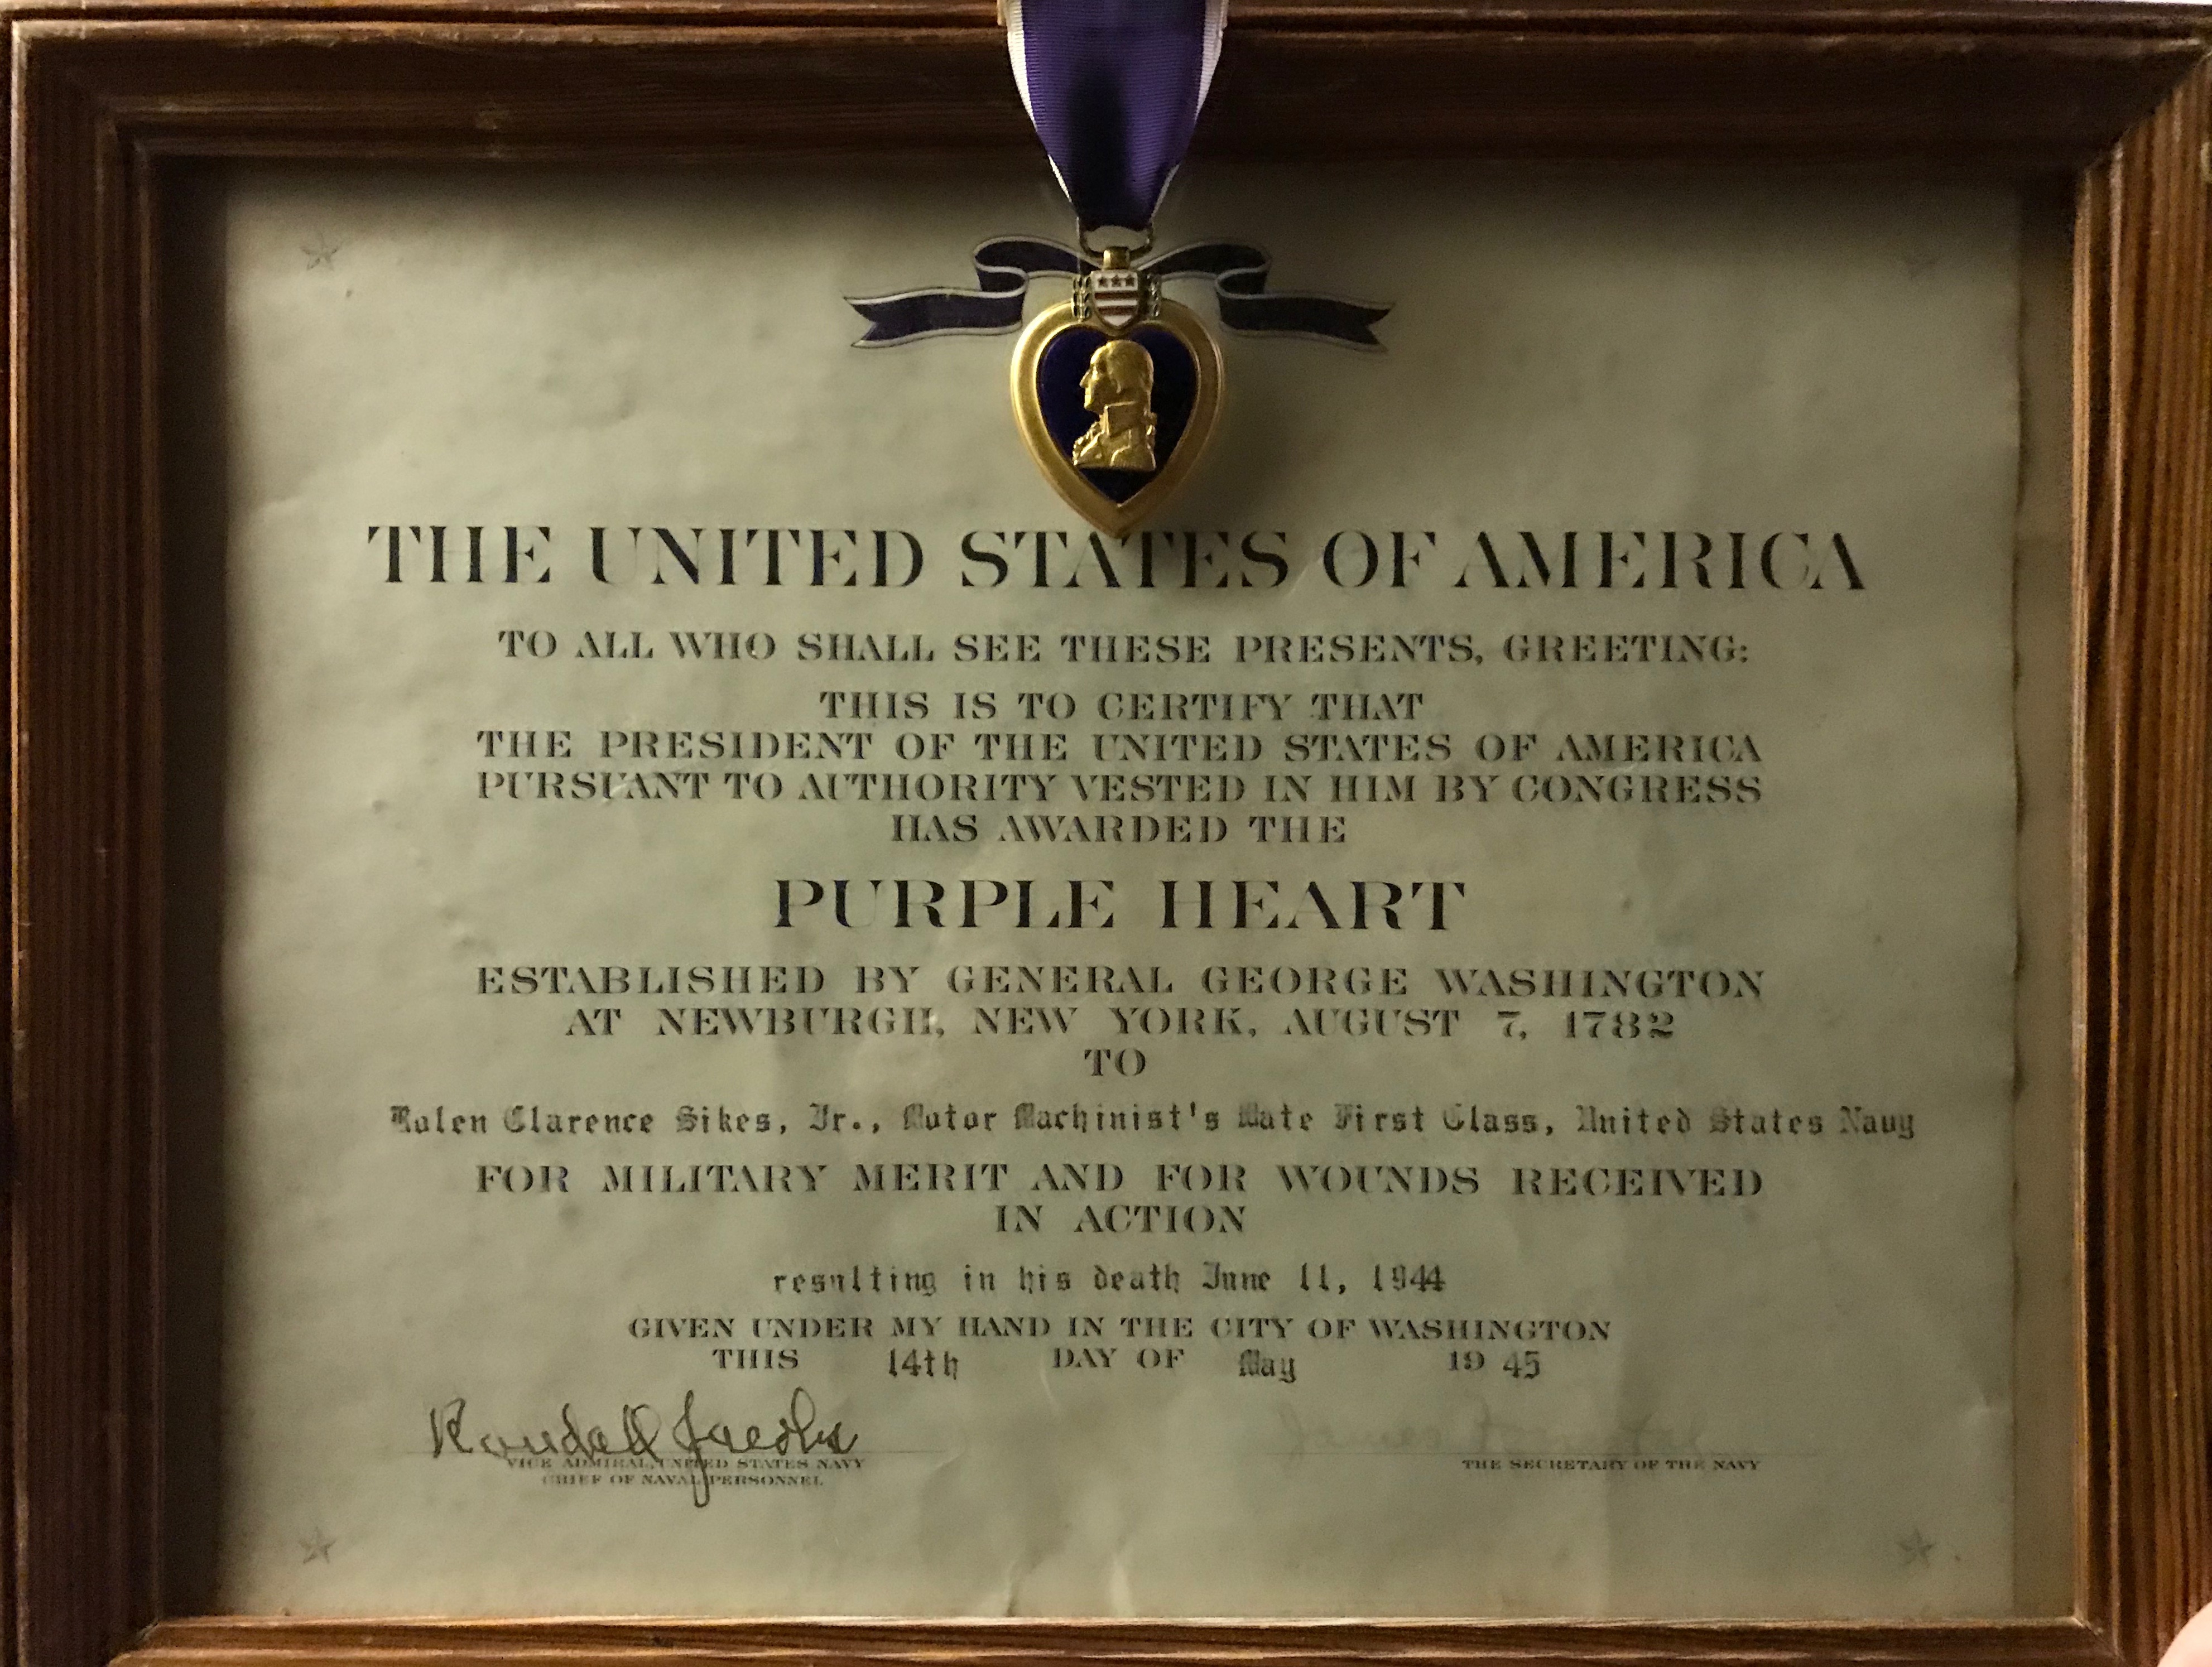 THE UNITED STATES OF AMERICA
TO ALL WHO SHALL SEE THESE PRESENTS, GREETING:
THIS IS TO CERTIFY THAT
THE PRESIDENT OF THE UNITED STATES OF AMERICA
PURSUANT TO AUTHORITY VESTED IN HIM BY CONGRESS
HAS AWARDED THE
PURPLE HEART
ESTABLISHED BY GENERAL GEORGE WASHINGTON
AT NEWBURGH, NEW YORK, AUGUST 7, 1782
TO
Clarence Sikes, Jr., Motor Machinist's Mate First Class, United States Navy
FOR MILITARY MERIT AND FOR WOUNDS RECEIVED
IN ACTION
resulting in his death June 11, 1944
GIVEN UNDER MY HAND IN THE CITY OF WASHINGTON
THIS 14th DAY OF May 1945
Randall Jacobs
VICE ADMIRAL, UNITED STATES NAVY
CHIEF OF NAVAL PERSONNEL
THE SECRETARY OF THE NAVY